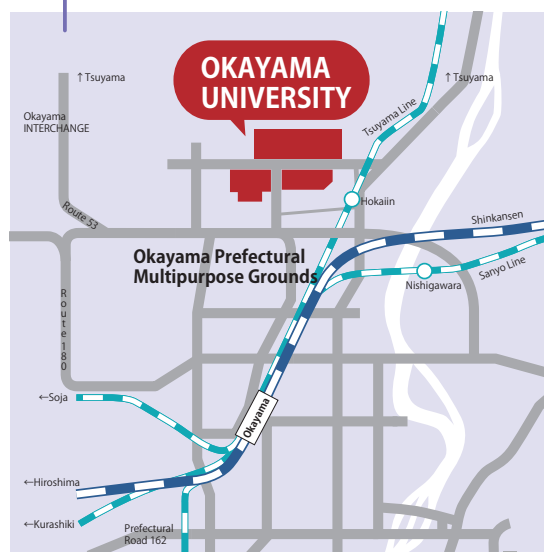 OKAYAMA
UNIVERSITY
↑Tsuyama
↑Tsuyama
Okayama
INTERCHANGE
Tsuyama Line
Hokaiin
Route 53
Shinkansen
Okayama Prefectural
Multipurpose Grounds
Sanyo Line
Nishigawara
Route 180
←Soja
Okayama
←Hiroshima
←Kurashiki
Prefectural
Road 162